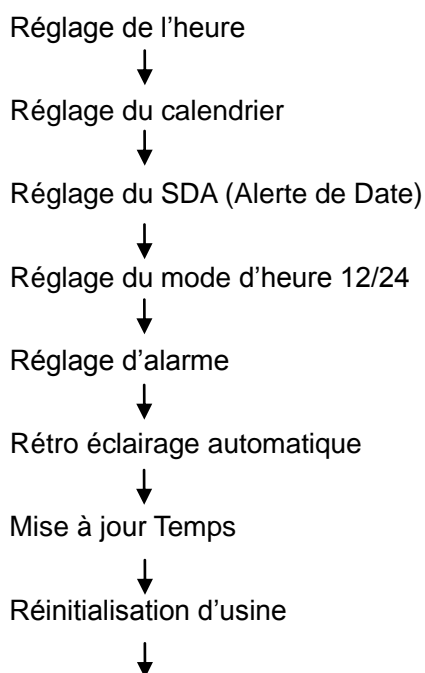 Réglage de l’heure
Réglage du calendrier
Réglage du SDA (Alerte de Date)
Réglage du mode d’heure 12/24
Réglage d’alarme
Rétro éclairage automatique
Mise à jour Temps
Réinitialisation d’usine